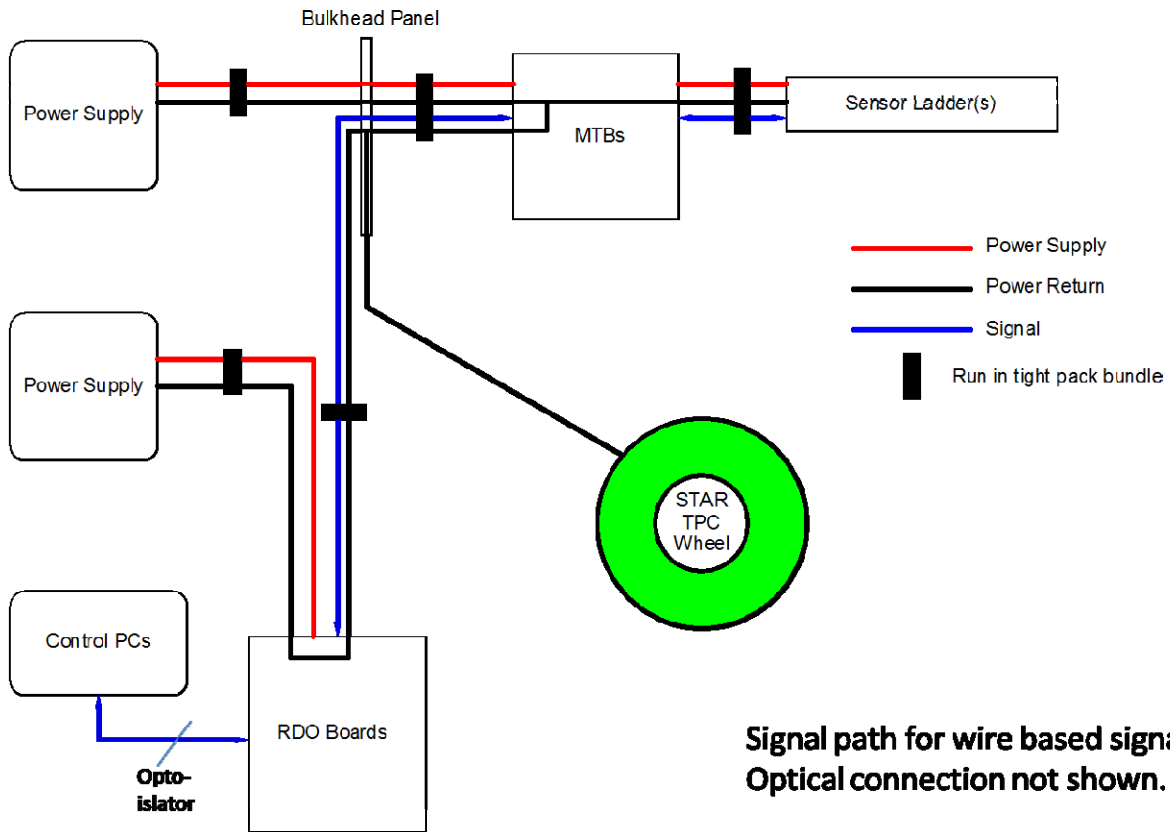 Bulkhead Panel
Power Supply
MTBs
Sensor Ladder(s)
Power Supply
Power Return
Signal
Run in tight pack bundle
Power Supply
STAR
TPC
Wheel
Control PCs
RDO Boards
Opto-
islator
Signal path for wire based signa
Optical connection not shown.